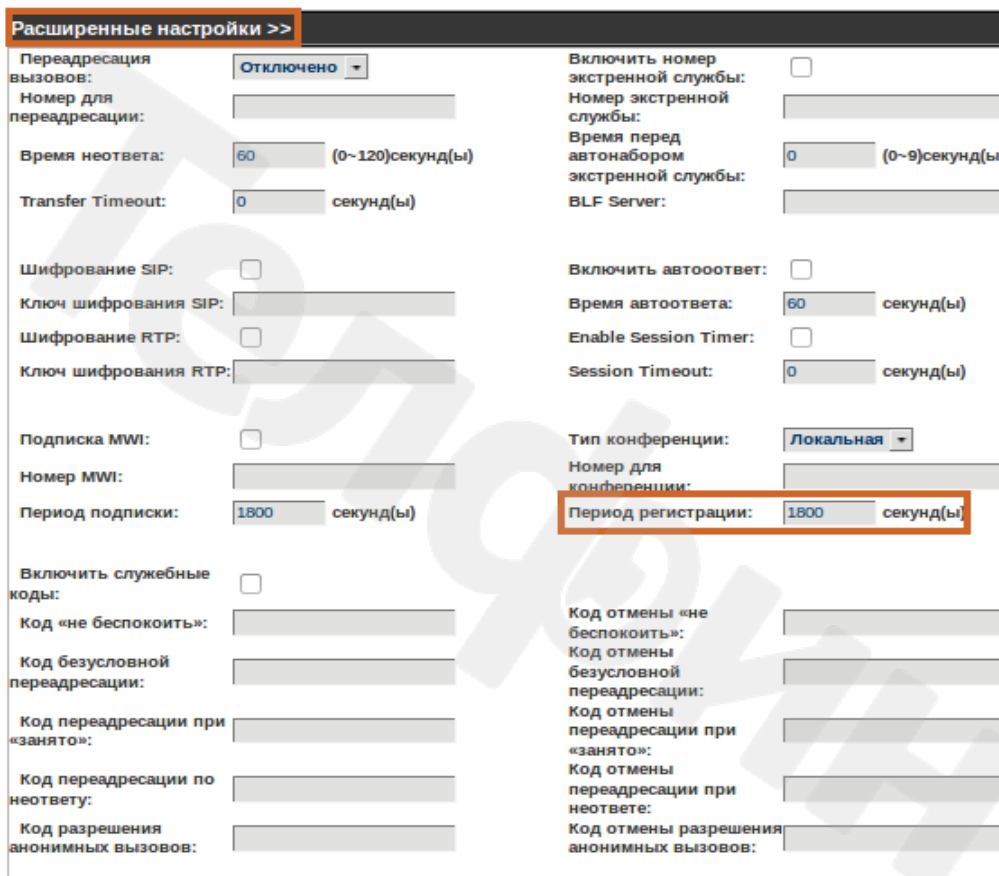 Расширенные настройки >>
Переадресация вызовов:
Отключено
Включить номер экстренной службы:
Номер для переадресации:
Номер экстренной службы:
Время неответа:
60
(0~120)секунд(ы)
Время перед автонабором экстренной службы:
0
(0~9)секунд(ы
Transfer Timeout:
0
секунд(ы)
BLF Server:
Шифрование SIP:
Включить автооответ:
Ключ шифрования SIP:
Время автоответа:
60
секунд(ы)
Шифрование RTP:
Enable Session Timer:
Ключ шифрования RTP:
Session Timeout:
0
секунд(ы)
Подписка MWI:
Тип конференции:
Локальная
Номер MWI:
Номер для конференции:
Период подписки:
1800
секунд(ы)
Период регистрации:
1800
секунд(ы)
Включить служебные коды:
Код «не беспокоить»:
Код отмены «не беспокоить»:
Код безусловной переадресации:
Код отмены безусловной переадресации:
Код переадресации при «занято»:
Код отмены переадресации при «занято»:
Код переадресации по неответу:
Код отмены переадресации при неответе:
Код разрешения анонимных вызовов:
Код отмены разрешения анонимных вызовов:
Телфин